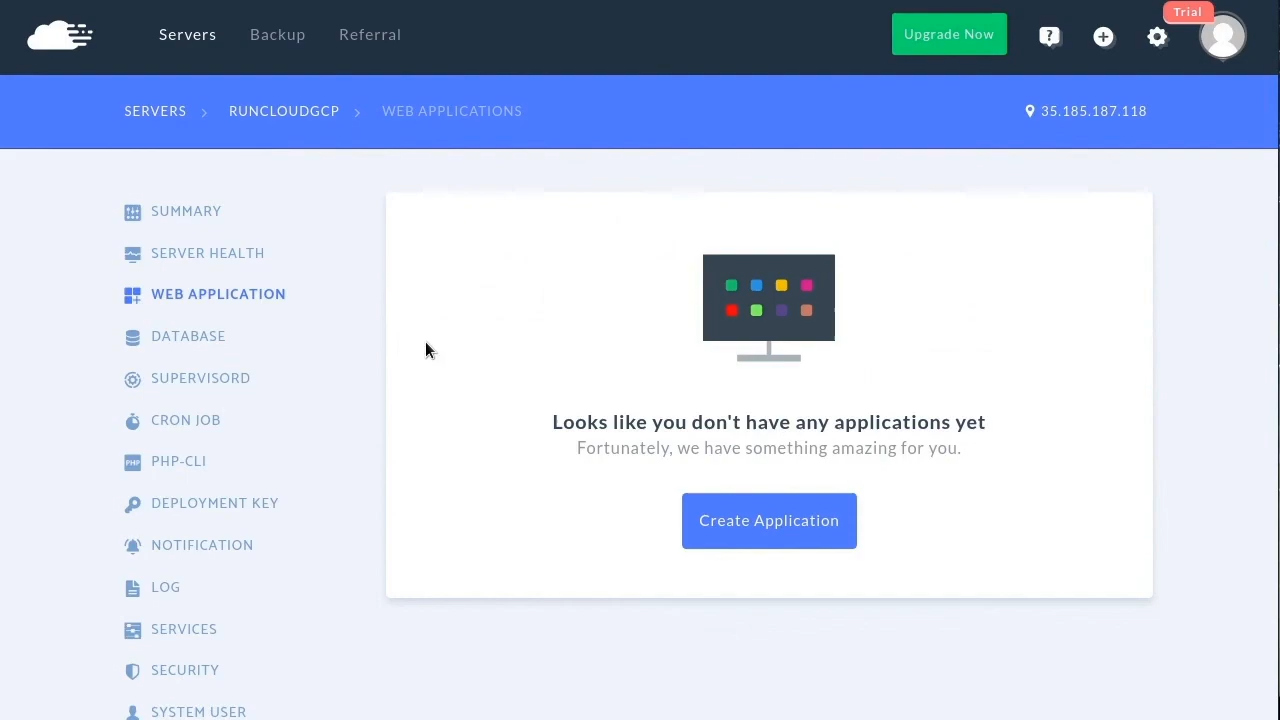 Trial
Servers Backup Referral Upgrade Now ?
SERVERS > RUNCLOUDGCP > WEB APPLICATIONS 35.185.187.118
SUMMARY
SERVER HEALTH
WEB APPLICATION
DATABASE
SUPERVISORD
CRON JOB
PHP PHP-CLI
DEPLOYMENT KEY
NOTIFICATION
LOG
SERVICES
SECURITY
SYSTEM USER
Looks like you don't have any applications yet
Fortunately, we have something amazing for you.
Create Application